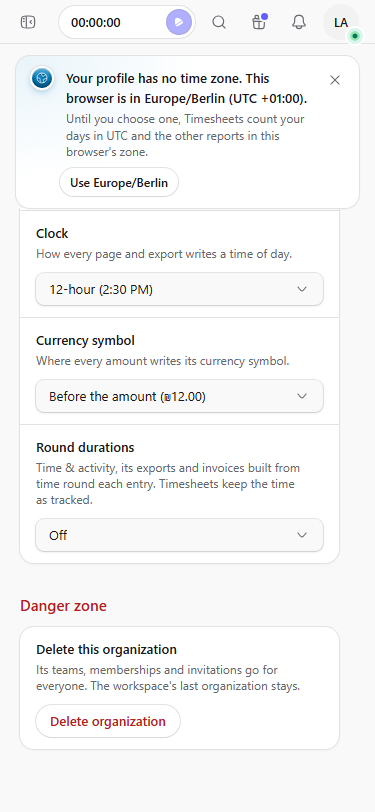 00:00:00
LA
Your profile has no time zone. This
browser is in Europe/Berlin (UTC +01:00).
Until you choose one, Timesheets count your
days in UTC and the other reports in this
browser's zone.
Use Europe/Berlin
Clock
How every page and export writes a time of day.
12-hour (2:30 PM)
Currency symbol
Where every amount writes its currency symbol.
Before the amount (₪12.00)
Round durations
Time & activity, its exports and invoices built from
time round each entry. Timesheets keep the time
as tracked.
Off
Danger zone
Delete this organization
Its teams, memberships and invitations go for
everyone. The workspace's last organization stays.
Delete organization